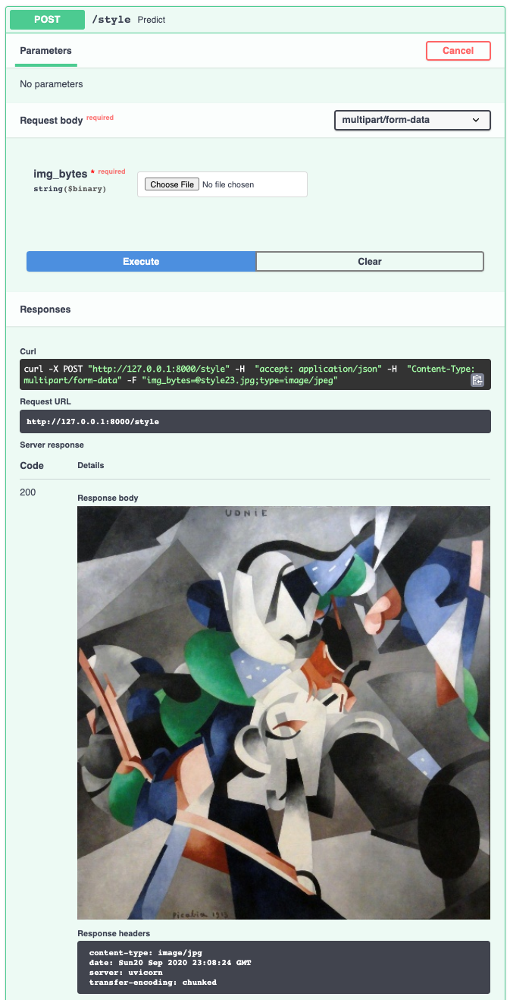 POST /style Predict
Parameters Cancel
No parameters
Request body required multipart/form-data
img_bytes * required
string($binary)
Choose File No file chosen
Execute Clear
Responses
Curl
curl -X POST "http://127.0.0.1:8000/style" -H  "accept: application/json" -H  "Content-Type:
multipart/form-data" -F "img_bytes=@style23.jpg;type=image/jpeg"
Request URL
http://127.0.0.1:8000/style
Server response
Code Details
200
Response body
UDNIE
Picabia 1913
Response headers
content-type: image/jpg
date: Sun20 Sep 2020 23:08:24 GMT
server: uvicorn
transfer-encoding: chunked